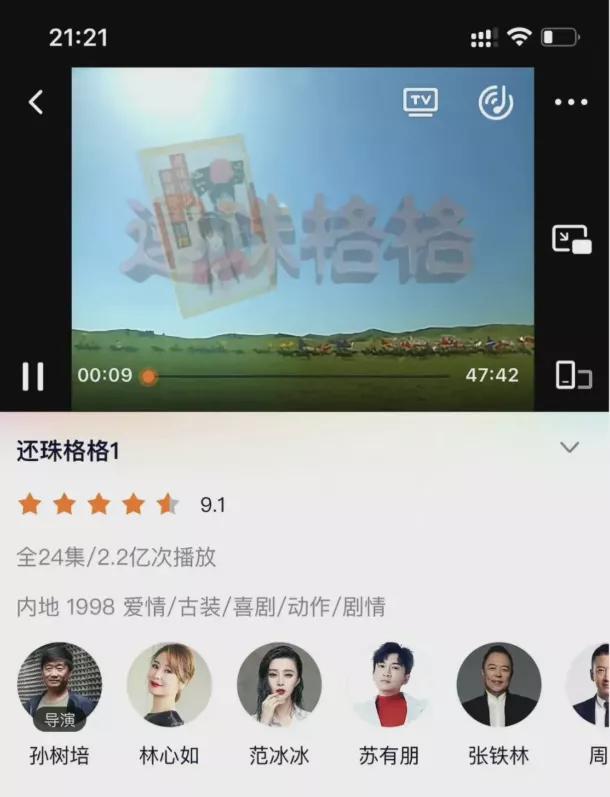 21:21
TV
还珠格格
00:09
47:42
还珠格格1
9.1
全24集/2.2亿次播放
内地 1998 爱情/古装/喜剧/动作/剧情
导演
孙树培
林心如
范冰冰
苏有朋
张铁林
周